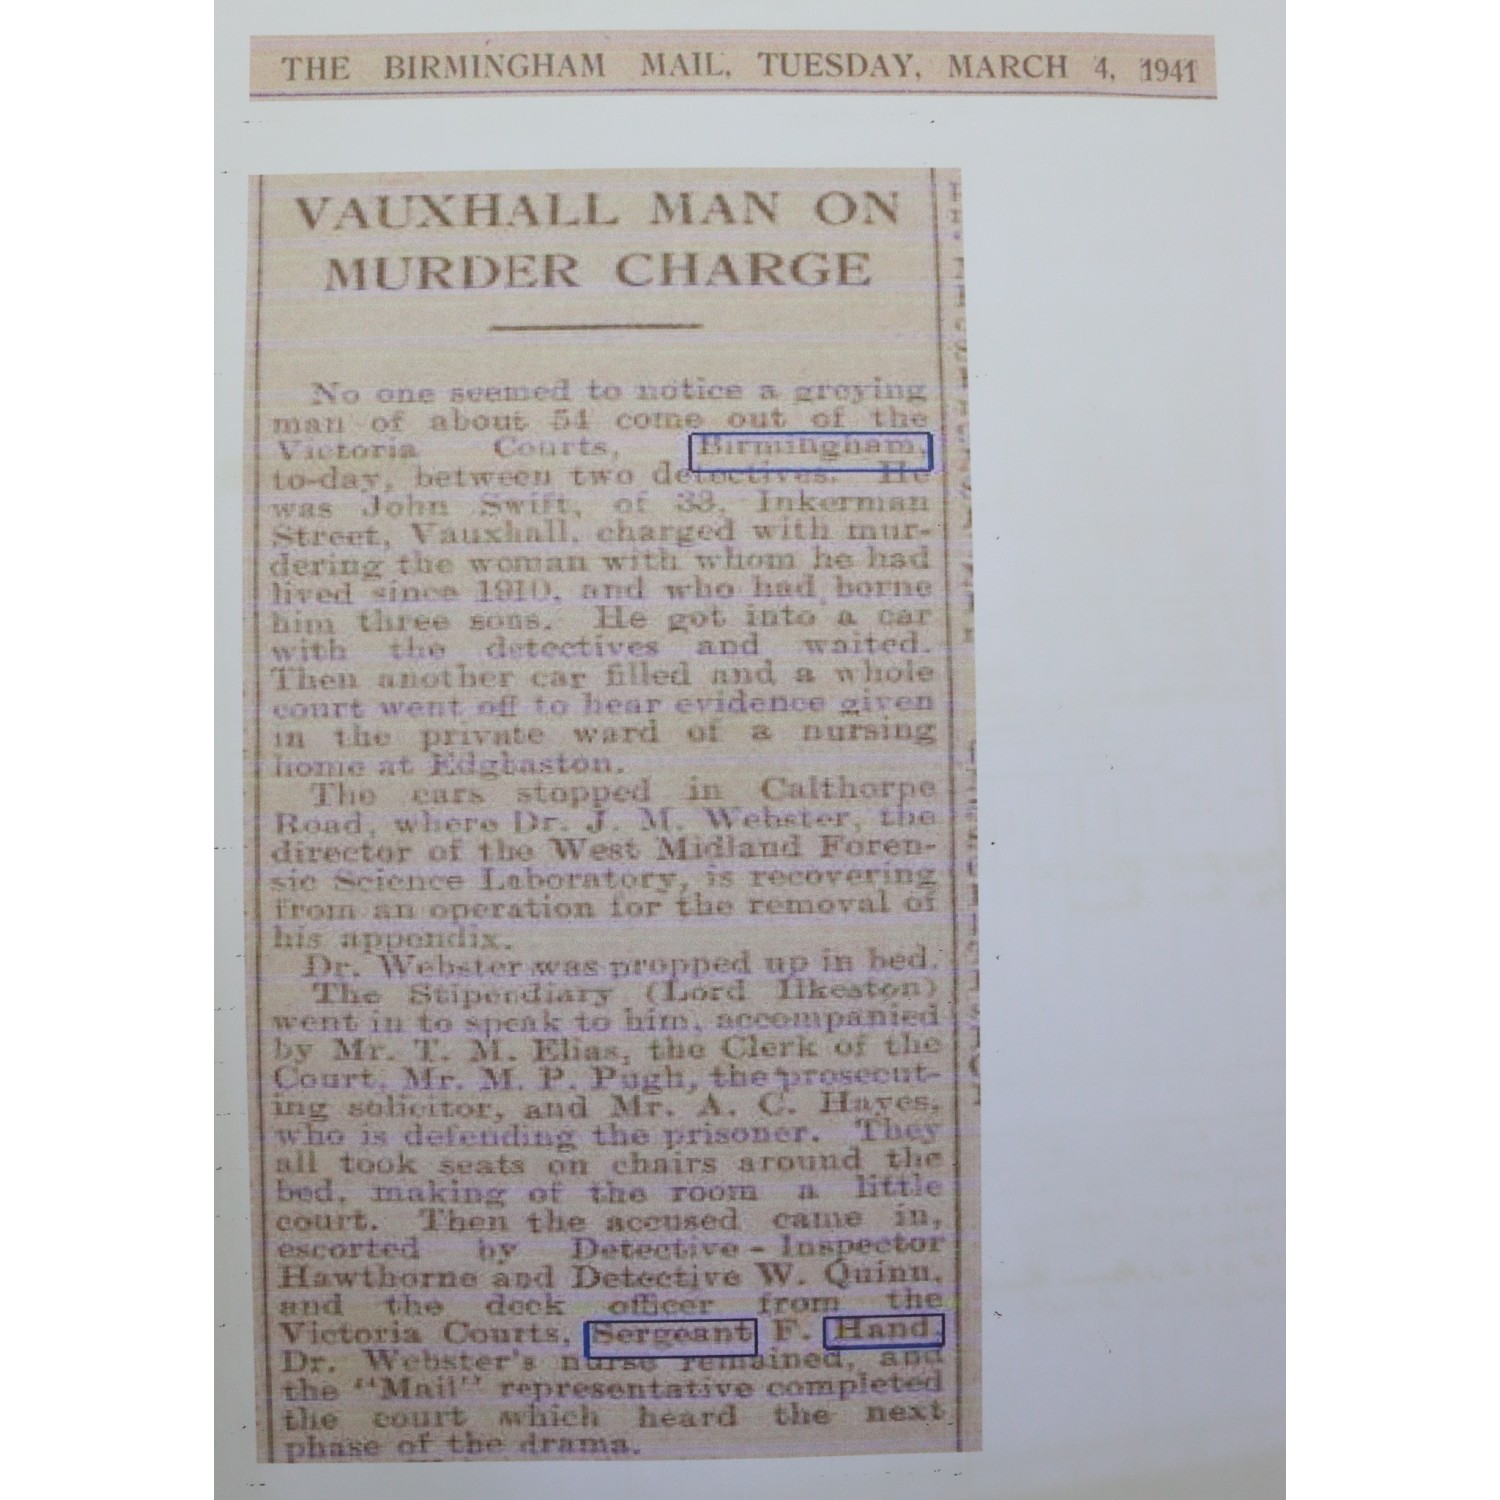 THE BIRMINGHAM MAIL, TUESDAY, MARCH 4, 1941
VAUXHALL MAN ON
MURDER CHARGE
No one seemed to notice a greying
man of about 54 come out of the
Victoria Courts, Birmingham,
to-day, between two detectives. He
was John Swift, of 33, Inkerman
Street, Vauxhall, charged with mur-
dering the woman with whom he had
lived since 1910, and who had borne
him three sons. He got into a car
with the detectives and waited.
Then another car filled and a whole
court went off to hear evidence given
in the private ward of a nursing
home at Edgbaston.
The cars stopped in Calthorpe
Road, where Dr. J. M. Webster, the
director of the West Midland Foren-
sic Science Laboratory, is recovering
from an operation for the removal of
his appendix.
Dr. Webster was propped up in bed.
The Stipendiary (Lord Ilkeston)
went in to speak to him, accompanied
by Mr. T. M. Elias, the Clerk of the
Court, Mr. M. P. Pugh, the prosecut-
ing solicitor, and Mr. A. C. Hayes,
who is defending the prisoner. They
all took seats on chairs around the
bed, making of the room a little
court. Then the accused came in,
escorted by Detective-Inspector
Hawthorne and Detective W. Quinn,
and the dock officer from the
Victoria Courts, Sergeant F. Hand.
Dr. Webster's nurse remained, and
the "Mail" representative completed
the court which heard the next
phase of the drama.